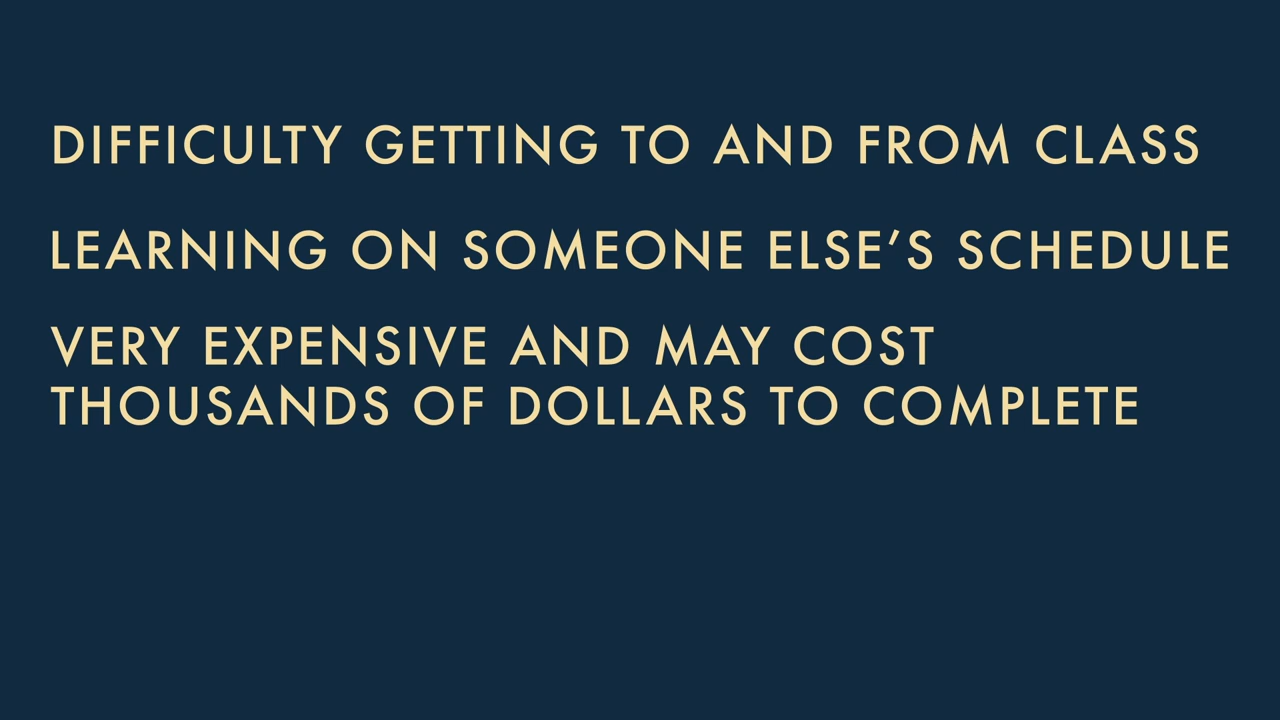 DIFFICULTY GETTING TO AND FROM CLASS
LEARNING ON SOMEONE ELSE’S SCHEDULE
VERY EXPENSIVE AND MAY COST
THOUSANDS OF DOLLARS TO COMPLETE